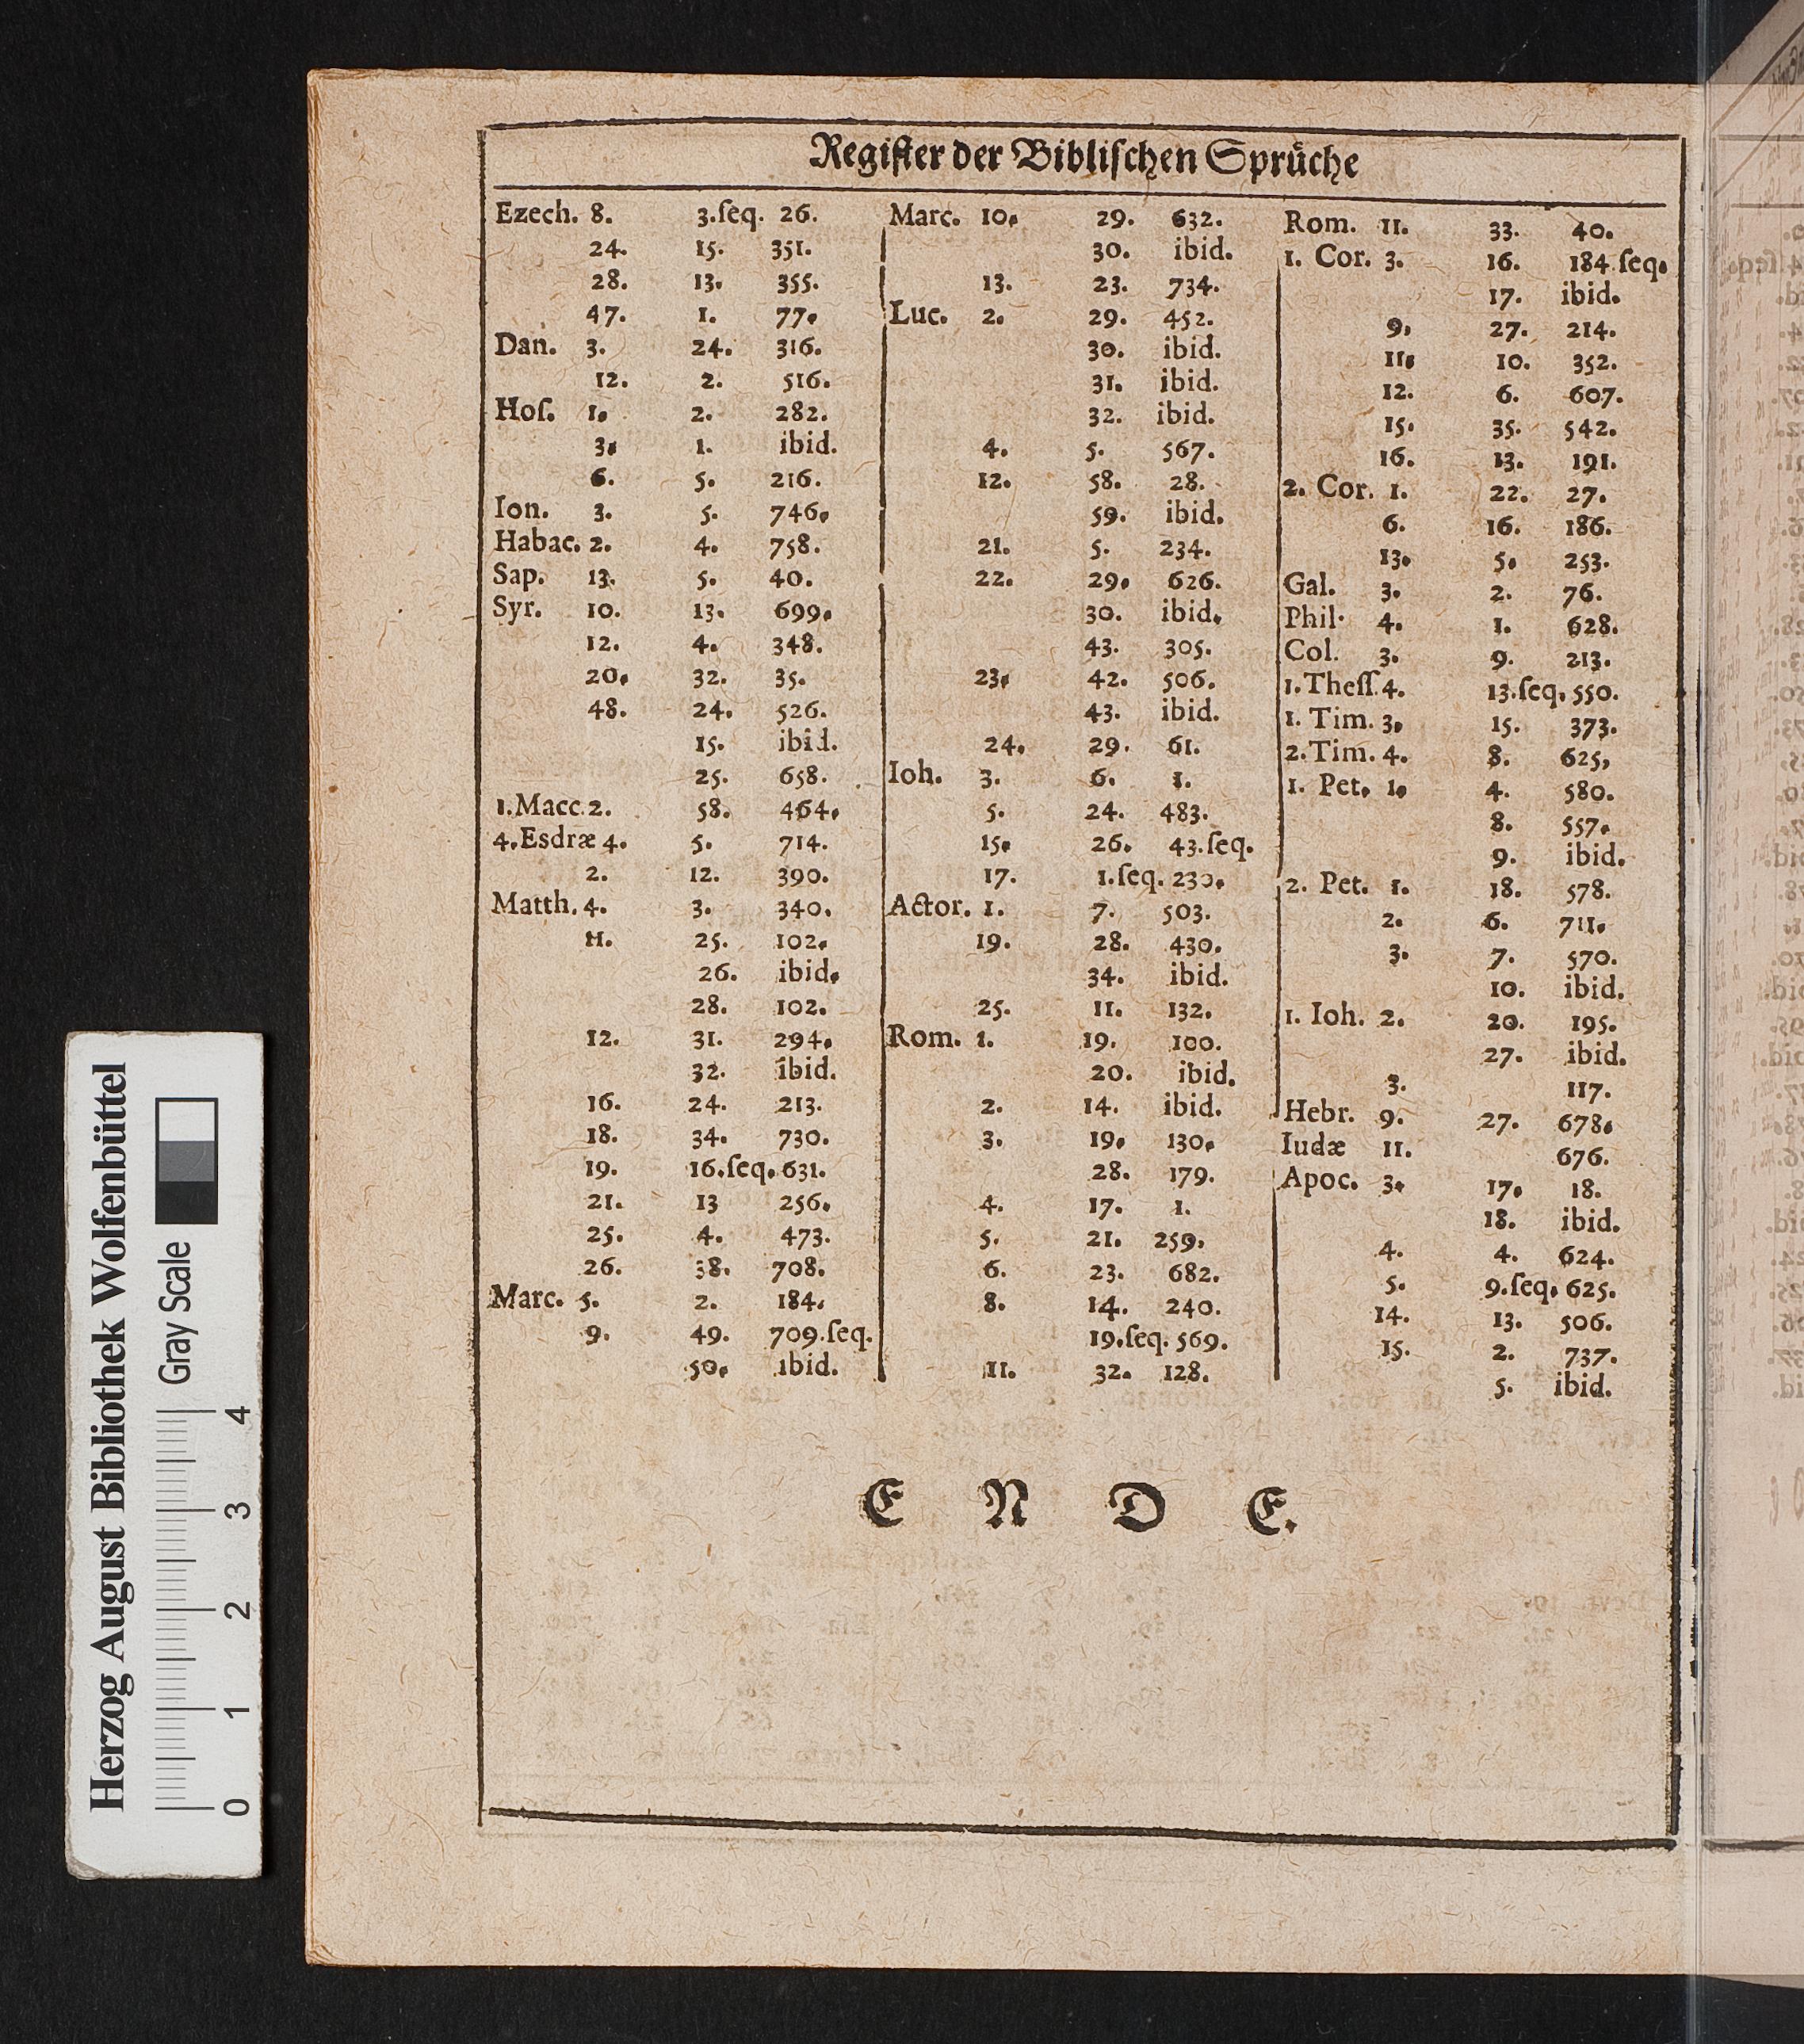 Regiſter der Bibliſchen Sprüche
Ezech. 8. 3.ſeq. 26.
24. 15. 351.
28. 13. 355.
47. 1. 77.
Dan. 3. 24. 316.
12. 2. 516.
Hoſ. 1. 2. 282.
3. 1. ibid.
6. 5. 216.
Ion. 3. 5. 746.
Habac. 2. 4. 758.
Sap. 13. 5. 40.
Syr. 10. 13. 699.
12. 4. 348.
20. 32. 35.
48. 24. 526.
15. ibid.
25. 658.
1.Macc.2. 58. 464.
4.Esdræ 4. 5. 714.
2. 12. 390.
Matth. 4. 3. 340.
11. 25. 102.
26. ibid.
28. 102.
12. 31. 294.
32. ibid.
16. 24. 213.
18. 34. 730.
19. 16.ſeq. 631.
21. 13 256.
25. 4. 473.
26. 38. 708.
Marc. 5. 2. 184.
9. 49. 709.ſeq.
50. ibid.
Marc. 10. 29. 632.
30. ibid.
13. 23. 734.
Luc. 2. 29. 452.
30. ibid.
31. ibid.
32. ibid.
4. 5. 567.
12. 58. 28.
59. ibid.
21. 5. 234.
22. 29. 626.
30. ibid.
43. 305.
23. 42. 506.
43. ibid.
24. 29. 61.
Ioh. 3. 6. 1.
5. 24. 483.
15. 26. 43.ſeq.
17. 1.ſeq. 230.
Actor. 1. 7. 503.
19. 28. 430.
34. ibid.
25. 11. 132.
Rom. 1. 19. 100.
20. ibid.
2. 14. ibid.
3. 19. 130.
28. 179.
4. 17. 1.
5. 21. 259.
6. 23. 682.
8. 14. 240.
19.ſeq. 569.
11. 32. 128.
Rom. 11. 33. 40.
1. Cor. 3. 16. 184.ſeq.
17. ibid.
9. 27. 214.
11. 10. 352.
12. 6. 607.
15. 35. 542.
16. 13. 191.
2. Cor. 1. 22. 27.
6. 16. 186.
13. 5. 253.
Gal. 3. 2. 76.
Phil. 4. 1. 628.
Col. 3. 9. 213.
1.Theſſ.4. 13.ſeq. 550.
1. Tim. 3. 15. 373.
2.Tim. 4. 8. 625,
1. Pet. 1. 4. 580.
8. 557.
9. ibid.
2. Pet. 1. 18. 578.
2. 6. 711.
3. 7. 570.
10. ibid.
1. Ioh. 2. 20. 195.
27. ibid.
3. 117.
Hebr. 9. 27. 678.
Iudæ 11. 676.
Apoc. 3. 17. 18.
18. ibid.
4. 4. 624.
5. 9.ſeq. 625.
14. 13. 506.
15. 2. 737.
5. ibid.
E N D E.
Herzog August Bibliothek Wolfenbüttel
Gray Scale
0 1 2 3 4